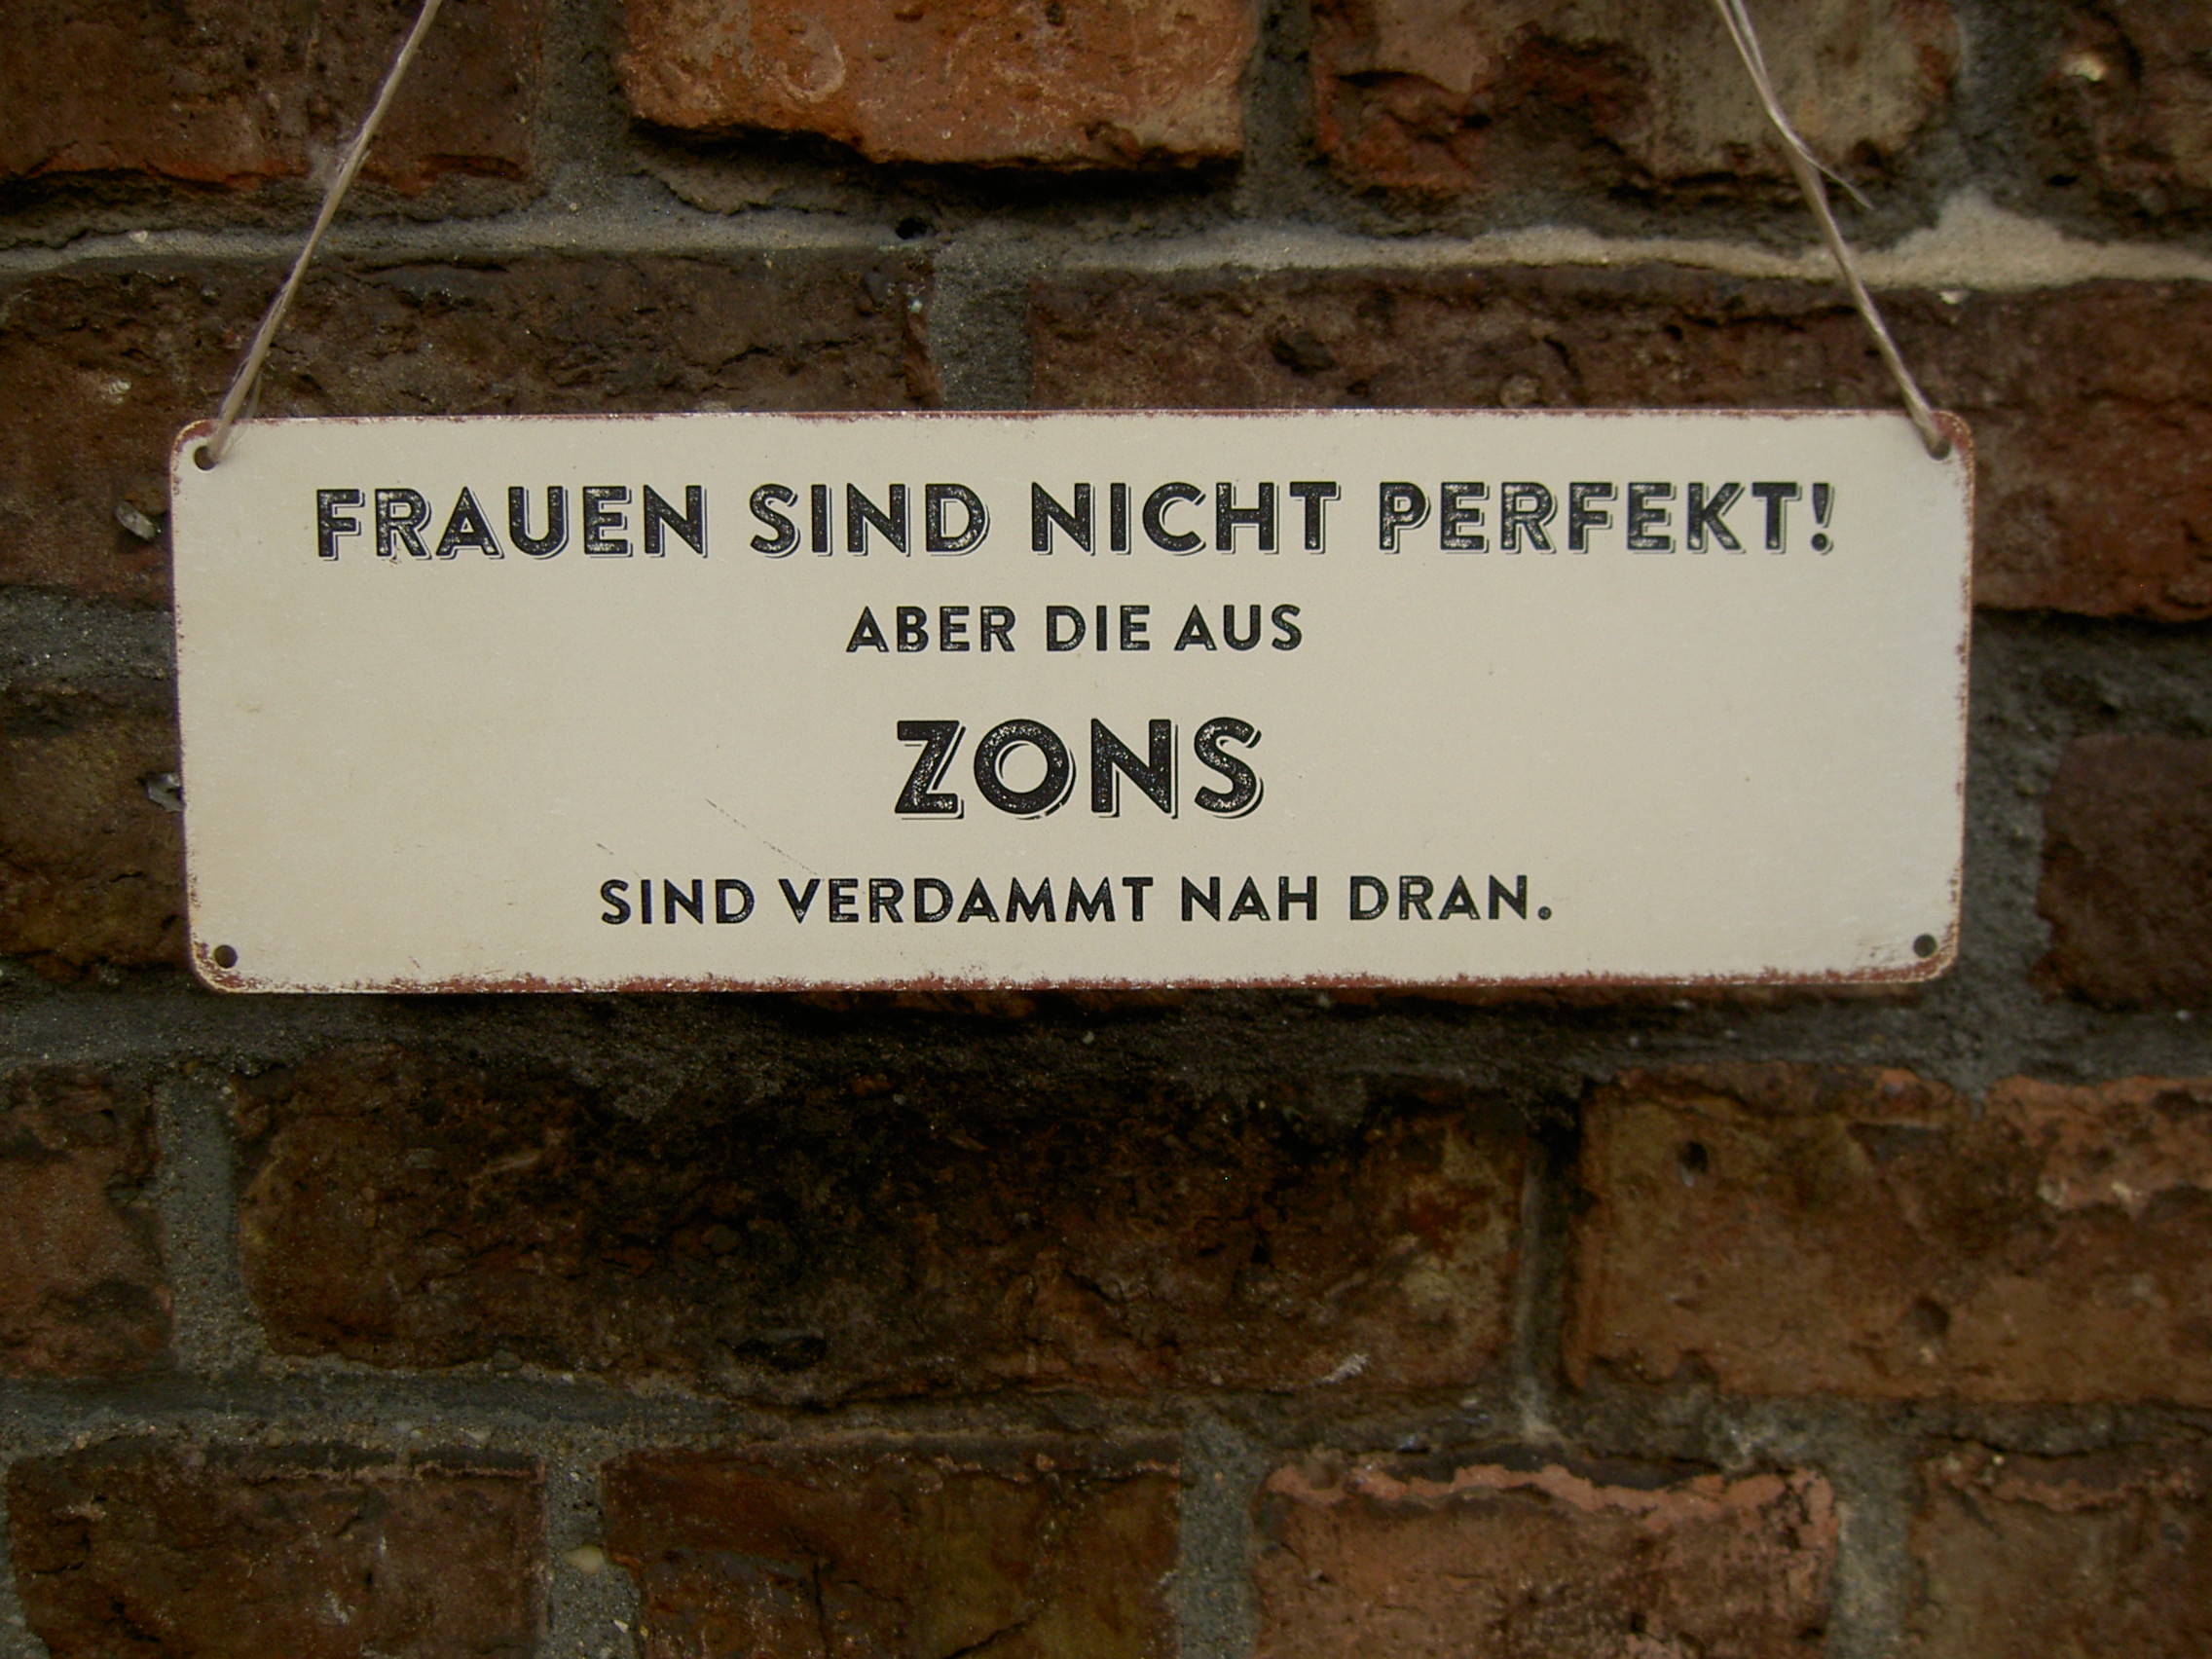 FRAUEN SIND NICHT PERFEKT!
ABER DIE AUS
ZONS
SIND VERDAMMT NAH DRAN.